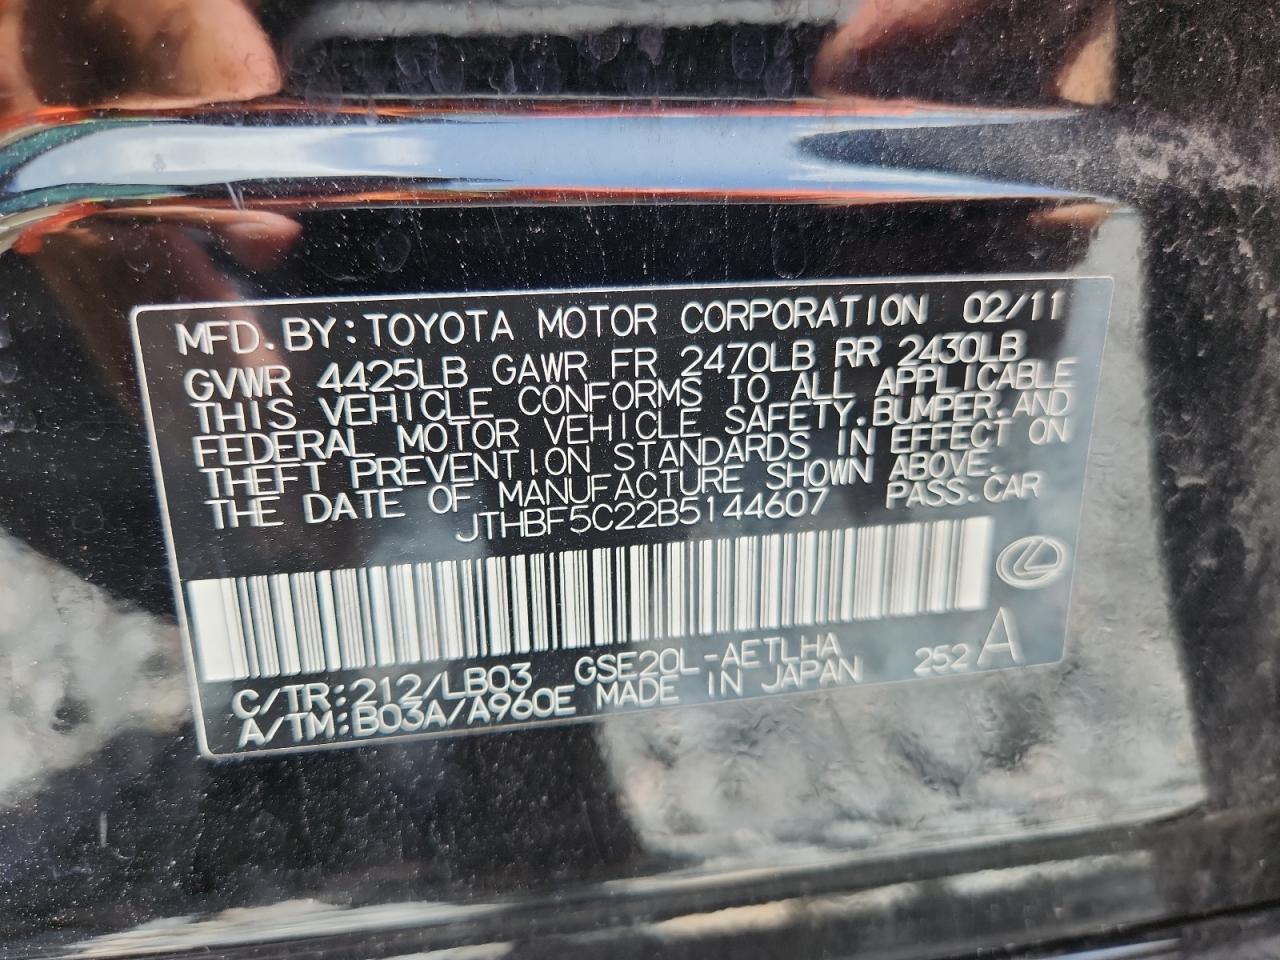 MFD. BY: TOYOTA MOTOR CORPORATION 02/11
GVWR 4425LB GAWR FR 2470LB RR 2430LB
THIS VEHICLE CONFORMS TO ALL APPLICABLE
FEDERAL MOTOR VEHICLE SAFETY, BUMPER, AND
THEFT PREVENTION STANDARDS IN EFFECT ON
THE DATE OF MANUFACTURE SHOWN ABOVE.
JTHBF5C22B5144607 PASS. CAR
C/TR: 212/LB03 GSE20L-AETLHA 252 A
A/TM: B03A/A960E MADE IN JAPAN